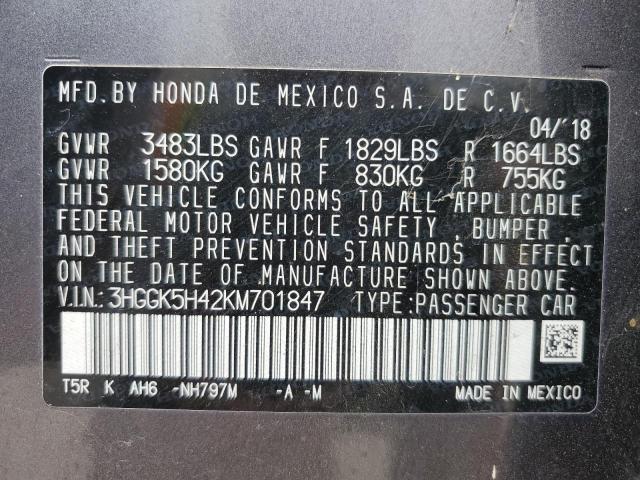 MFD.BY HONDA DE MEXICO S.A. DE C.V.
04/'18
GVWR 3483LBS GAWR F 1829LBS R 1664LBS
GVWR 1580KG GAWR F 830KG R 755KG
THIS VEHICLE CONFORMS TO ALL APPLICABLE
FEDERAL MOTOR VEHICLE SAFETY , BUMPER ,
AND THEFT PREVENTION STANDARDS IN EFFECT
ON THE DATE OF MANUFACTURE SHOWN ABOVE.
V.I.N.:3HGGK5H42KM701847 TYPE:PASSENGER CAR
T5R K AH6 -NH797M -A -M MADE IN MEXICO